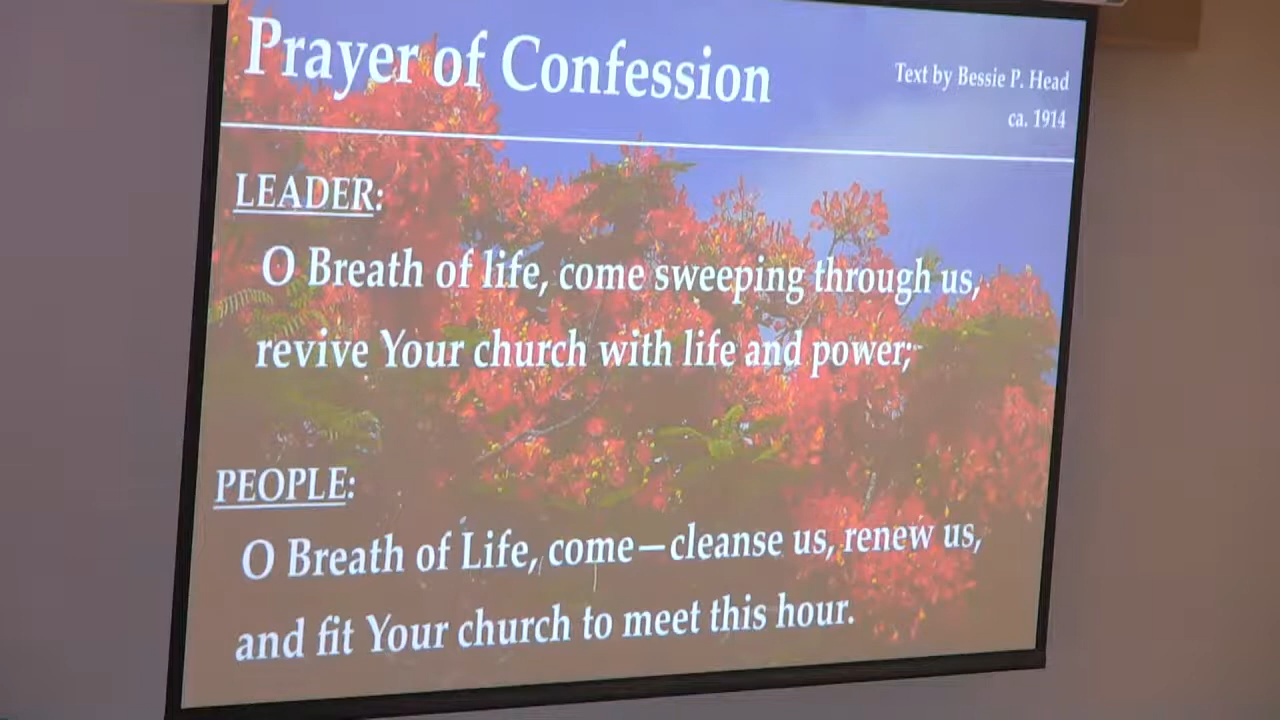 Prayer of Confession
Text by Bessie P. Head
ca. 1914
LEADER:
O Breath of life, come sweeping through us,
revive Your church with life and power;
PEOPLE:
O Breath of Life, come—cleanse us, renew us,
and fit Your church to meet this hour.